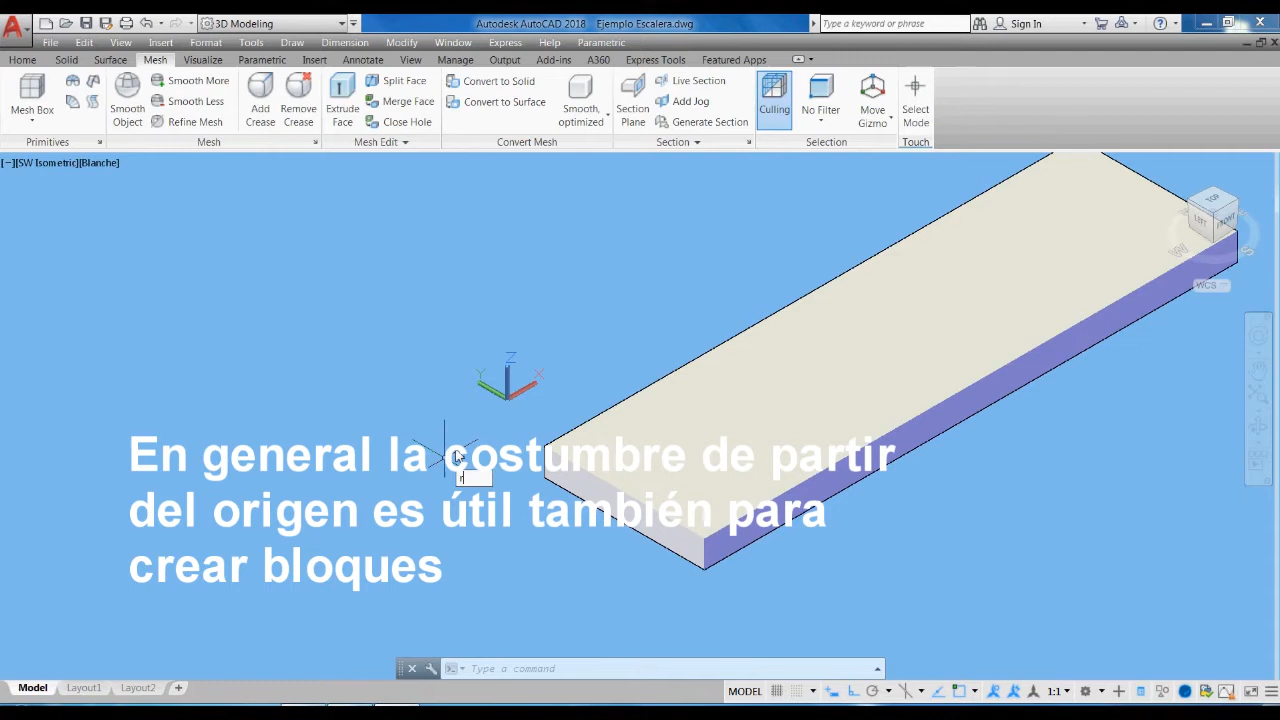 3D Modeling
Autodesk AutoCAD 2018 Ejemplo Escalera.dwg
Type a keyword or phrase
Sign In
File Edit View Insert Format Tools Draw Dimension Modify Window Express Help Parametric
Home Solid Surface Mesh Visualize Parametric Insert Annotate View Manage Output Add-ins A360 Express Tools Featured Apps
Mesh Box
Primitives
Smooth Object
Smooth More
Smooth Less
Refine Mesh
Add Crease
Remove Crease
Mesh
Extrude Face
Split Face
Merge Face
Close Hole
Mesh Edit
Convert to Solid
Convert to Surface
Smooth, optimized
Convert Mesh
Section Plane
Live Section
Add Jog
Generate Section
Section
Culling
No Filter
Move Gizmo
Selection
Select Mode
Touch
[−][SW Isometric][Blanche]
TOP
LEFT
FRONT
W
S
WCS
Z
Y
X
r
En general la costumbre de partir
del origen es útil también para
crear bloques
Type a command
Model Layout1 Layout2 +
MODEL
1:1